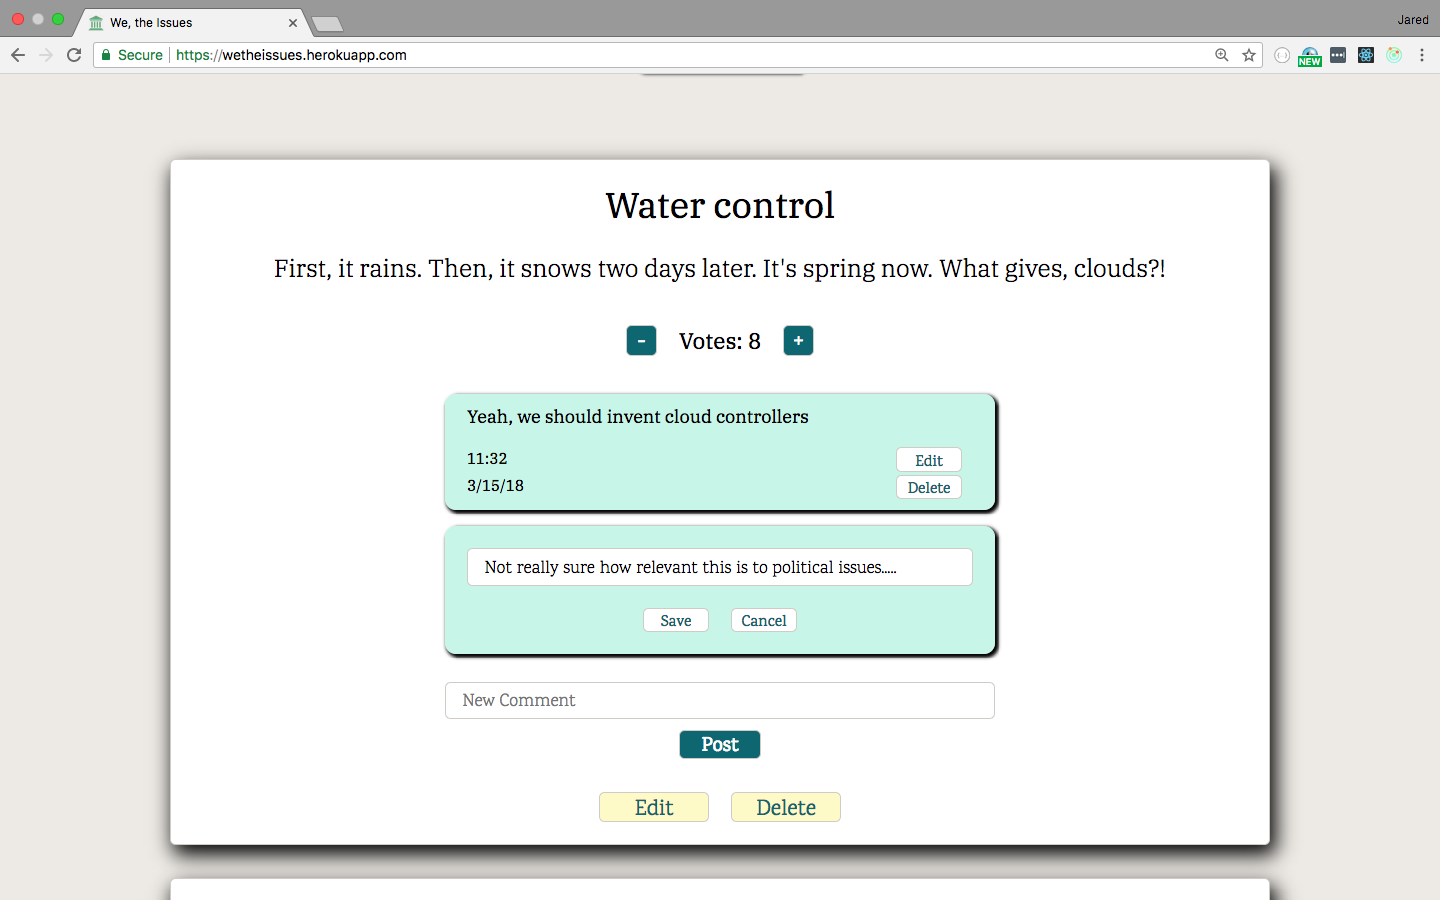 We, the Issues
Jared
Secure https://wetheissues.herokuapp.com
NEW
Water control
First, it rains. Then, it snows two days later. It's spring now. What gives, clouds?!
- Votes: 8 +
Yeah, we should invent cloud controllers
11:32
Edit
3/15/18
Delete
Not really sure how relevant this is to political issues.....
Save Cancel
New Comment
Post
Edit Delete